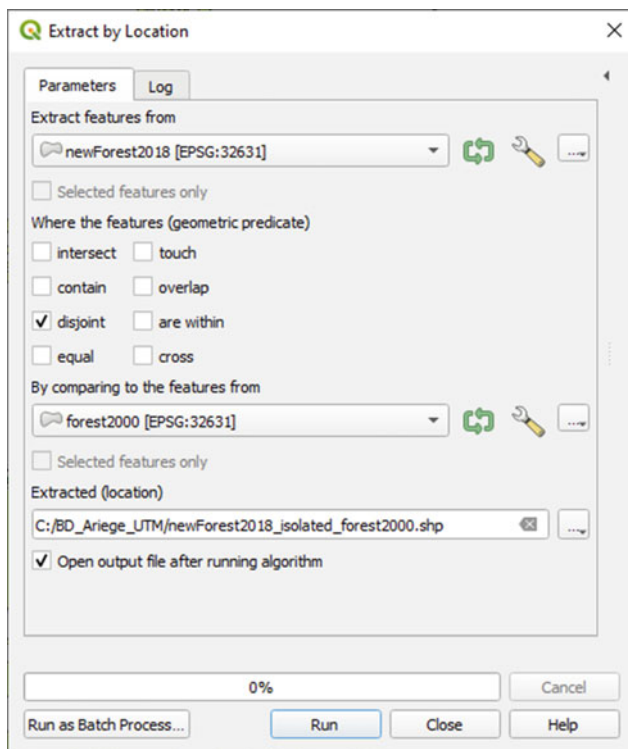 Extract by Location
Parameters Log
Extract features from
newForest2018 [EPSG:32631]
Selected features only
Where the features (geometric predicate)
intersect touch
contain overlap
disjoint are within
equal cross
By comparing to the features from
forest2000 [EPSG:32631]
Selected features only
Extracted (location)
C:/BD_Ariege_UTM/newForest2018_isolated_forest2000.shp
Open output file after running algorithm
0% Cancel
Run as Batch Process... Run Close Help